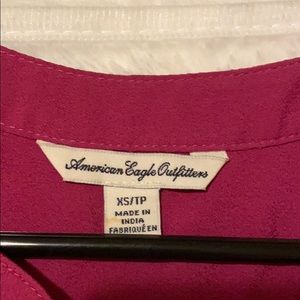 American Eagle Outfitters
XS/TP
MADE IN
INDIA
FABRIQUÉ EN